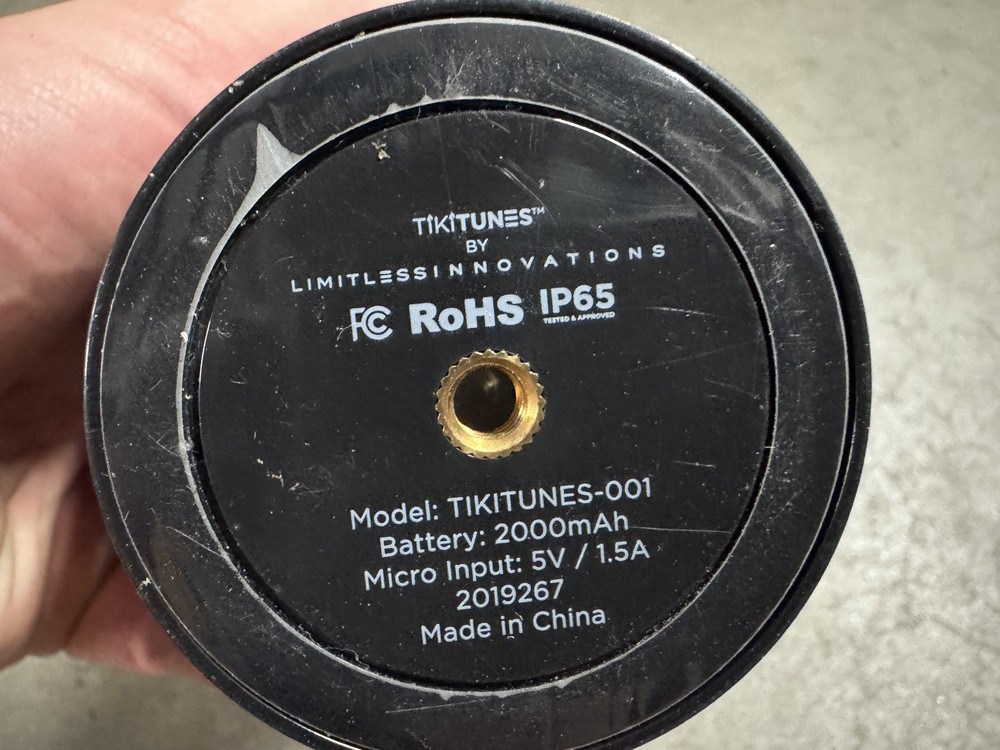 TIKITUNES™
BY
LIMITLESSINNOVATIONS
FC RoHS IP65
TESTED & APPROVED
Model: TIKITUNES-001
Battery: 2000mAh
Micro Input: 5V / 1.5A
2019267
Made in China